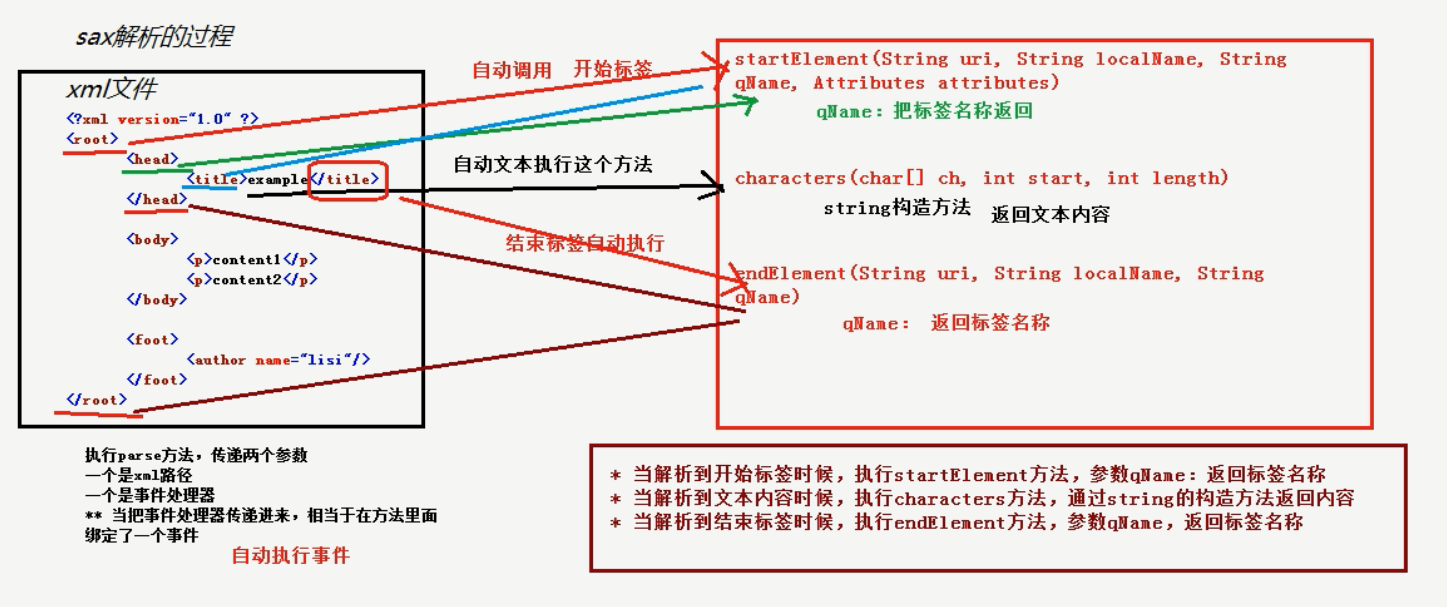 sax解析的过程
xml文件
<?xml version="1.0" ?>
<root>
<head>
<title>example</title>
</head>
<body>
<p>content1</p>
<p>content2</p>
</body>
<foot>
<author name="lisi"/>
</foot>
</root>
自动调用 开始标签
自动文本执行这个方法
结束标签自动执行
startElement(String uri, String localName, String
qName, Attributes attributes)
qName：把标签名称返回
characters(char[] ch, int start, int length)
string构造方法 返回文本内容
endElement(String uri, String localName, String
qName)
qName： 返回标签名称
执行parse方法，传递两个参数
一个是xml路径
一个是事件处理器
** 当把事件处理器传递进来，相当于在方法里面
绑定了一个事件
自动执行事件
* 当解析到开始标签时候，执行startElement方法，参数qName：返回标签名称
* 当解析到文本内容时候，执行characters方法，通过string的构造方法返回内容
* 当解析到结束标签时候，执行endElement方法，参数qName，返回标签名称